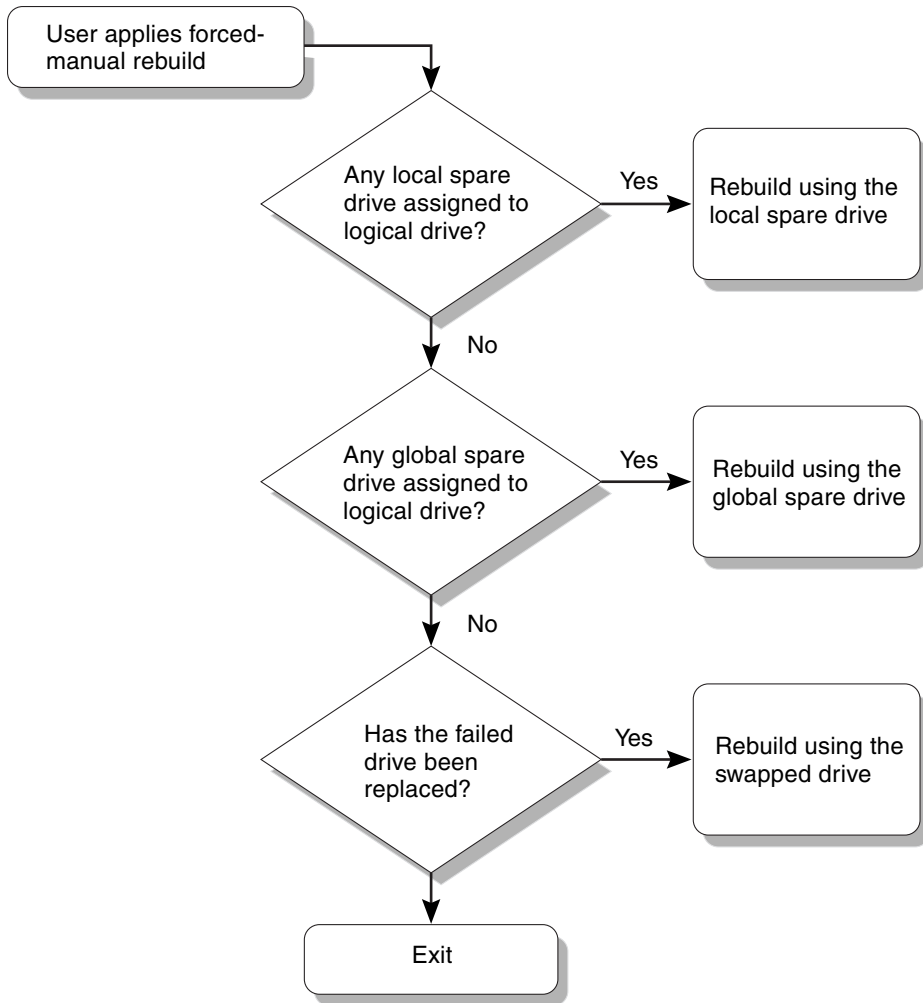 User applies forced-
manual rebuild
Any local spare
drive assigned to
logical drive?
Yes
Rebuild using the
local spare drive
No
Any global spare
drive assigned to
logical drive?
Yes
Rebuild using the
global spare drive
No
Has the failed
drive been
replaced?
Yes
Rebuild using the
swapped drive
Exit